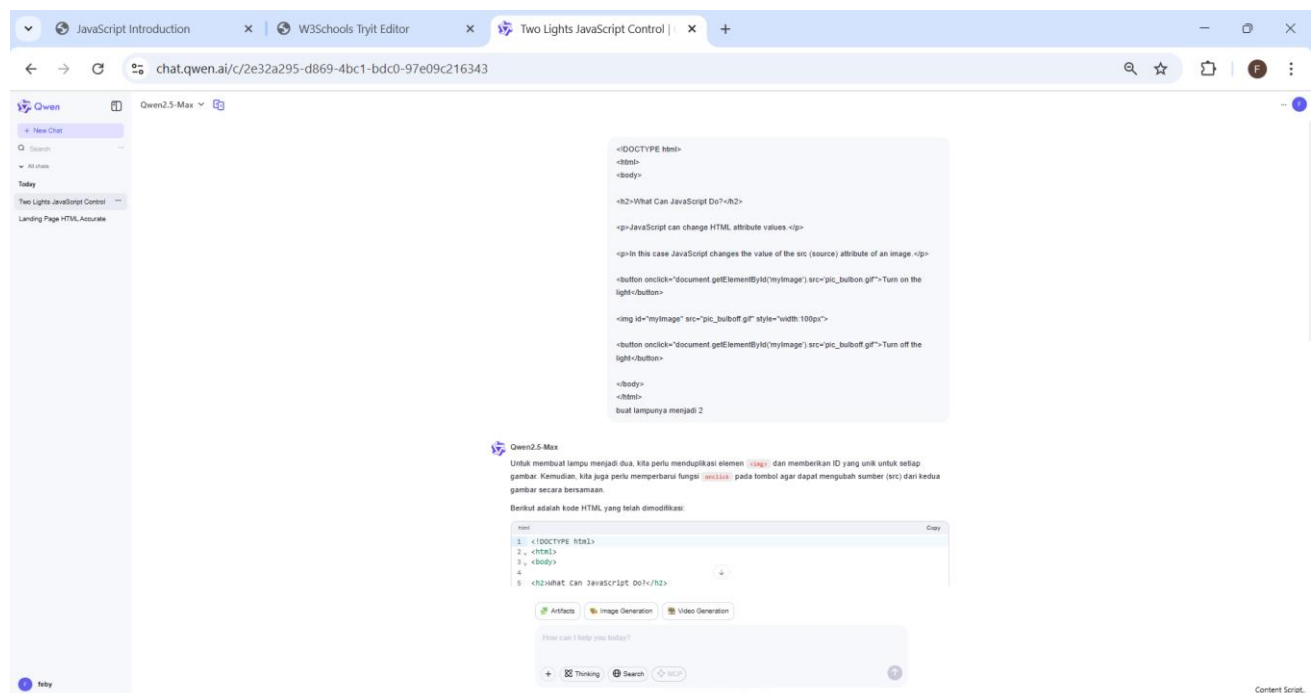 JavaScript Introduction
W3Schools Tryit Editor
Two Lights JavaScript Control |
chat.qwen.ai/c/2e32a295-d869-4bc1-bdc0-97e09c216343
F
Qwen
Qwen2.5-Max
+ New Chat
Search
All chats
Today
Two Lights JavaScript Control
Landing Page HTML Accurate
<!DOCTYPE html>
<html>
<body>
<h2>What Can JavaScript Do?</h2>
<p>JavaScript can change HTML attribute values.</p>
<p>In this case JavaScript changes the value of the src (source) attribute of an image.</p>
<button onclick="document.getElementById('myImage').src='pic_bulbon.gif'">Turn on the
light</button>
<img id="myImage" src="pic_bulboff.gif" style="width:100px">
<button onclick="document.getElementById('myImage').src='pic_bulboff.gif'">Turn off the
light</button>
</body>
</html>
buat lampunya menjadi 2
Qwen2.5-Max
Untuk membuat lampu menjadi dua, kita perlu menduplikasi elemen <img> dan memberikan ID yang unik untuk setiap
gambar. Kemudian, kita juga perlu memperbarui fungsi onclick pada tombol agar dapat mengubah sumber (src) dari kedua
gambar secara bersamaan.
Berikut adalah kode HTML yang telah dimodifikasi:
html Copy
1 <!DOCTYPE html>
2 <html>
3 <body>
4
5 <h2>What Can JavaScript Do?</h2>
Artifacts Image Generation Video Generation
How can I help you today?
+ Thinking Search MCP
feby
Content Script.